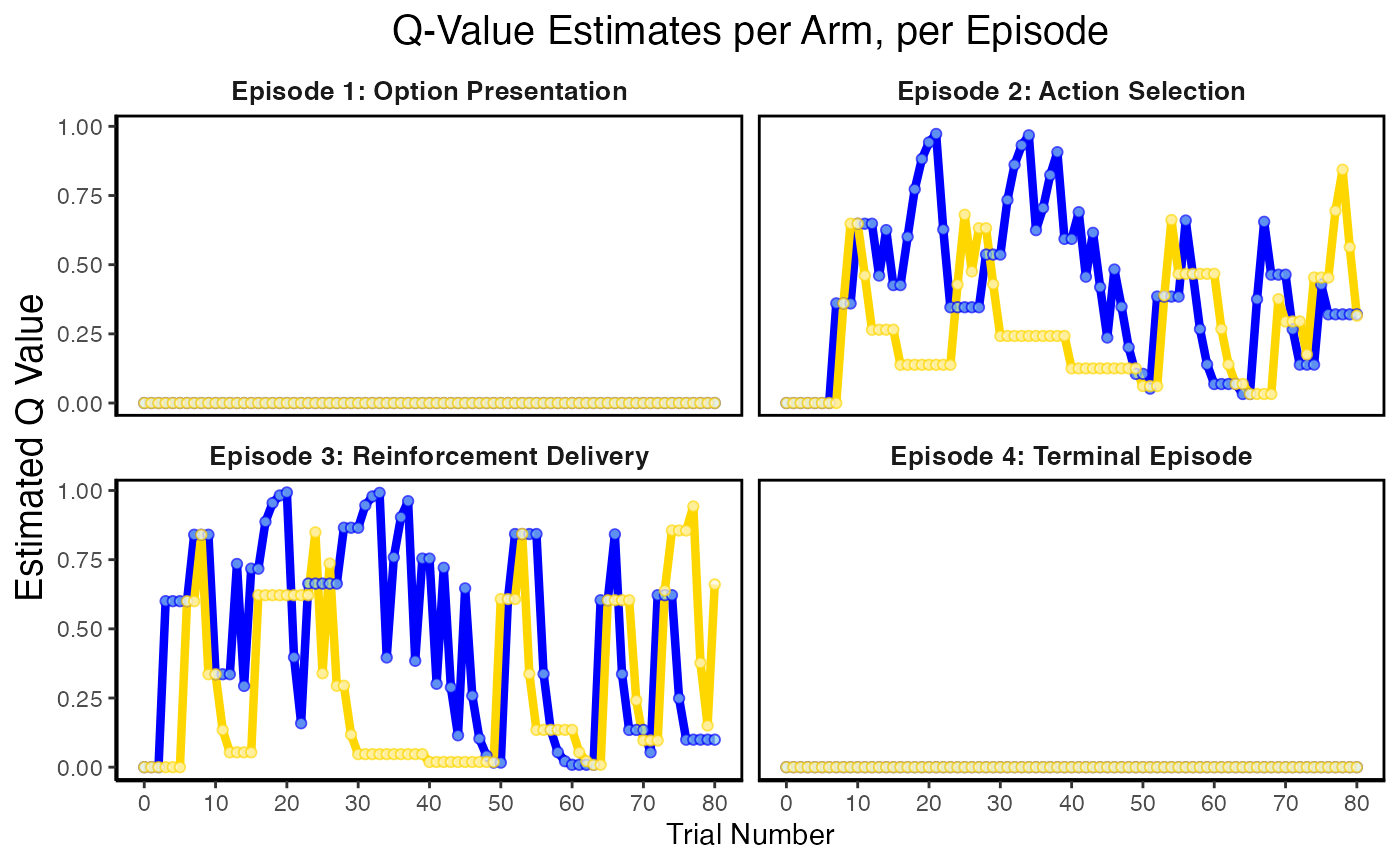 Q-Value Estimates per Arm, per Episode
Episode 1: Option Presentation
Episode 2: Action Selection
Estimated Q Value
1.00
0.75
0.50
0.25
0.00
Episode 3: Reinforcement Delivery
Episode 4: Terminal Episode
1.00
0.75
0.50
0.25
0.00
0 10 20 30 40 50 60 70 80
0 10 20 30 40 50 60 70 80
Trial Number